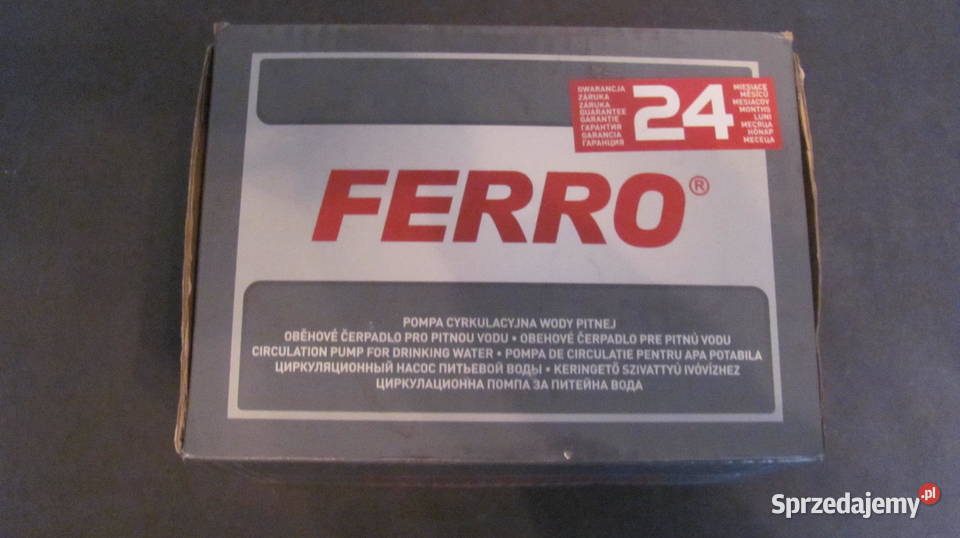 GWARANCJA
ZÁRUKA
ZÁRUKA
GUARANTEE
GARANTIE
ГАРАНТИЯ
GARANCIA
ГАРАНЦИЯ
24
MIESIĄCE
MĚSÍCŮ
MESIACOV
MONTHS
LUNI
МЕСЯЦА
HÓNAP
МЕСЕЦА
FERRO®
POMPA CYRKULACYJNA WODY PITNEJ
OBĚHOVÉ ČERPADLO PRO PITNOU VODU • OBEHOVÉ ČERPADLO PRE PITNÚ VODU
CIRCULATION PUMP FOR DRINKING WATER • POMPA DE CIRCULATIE PENTRU APA POTABILA
ЦИРКУЛЯЦИОННЫЙ НАСОС ПИТЬЕВОЙ ВОДЫ • KERINGETŐ SZIVATTYÚ IVÓVÍZHEZ
ЦИРКУЛАЦИОННА ПОМПА ЗА ПИТЕЙНА ВОДА
Sprzedajemy.pl